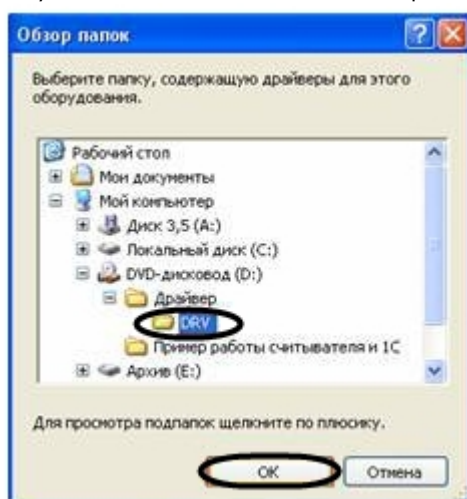 Обзор папок
Выберите папку, содержащую драйверы для этого
оборудования.
Рабочий стол
Мои документы
Мой компьютер
Диск 3,5 (A:)
Локальный диск (C:)
DVD-дисковод (D:)
Драйвер
DRV
Пример работы считывателя и 1С
Архив (E:)
Для просмотра подпапок щелкните по плюсику.
ОК Отмена